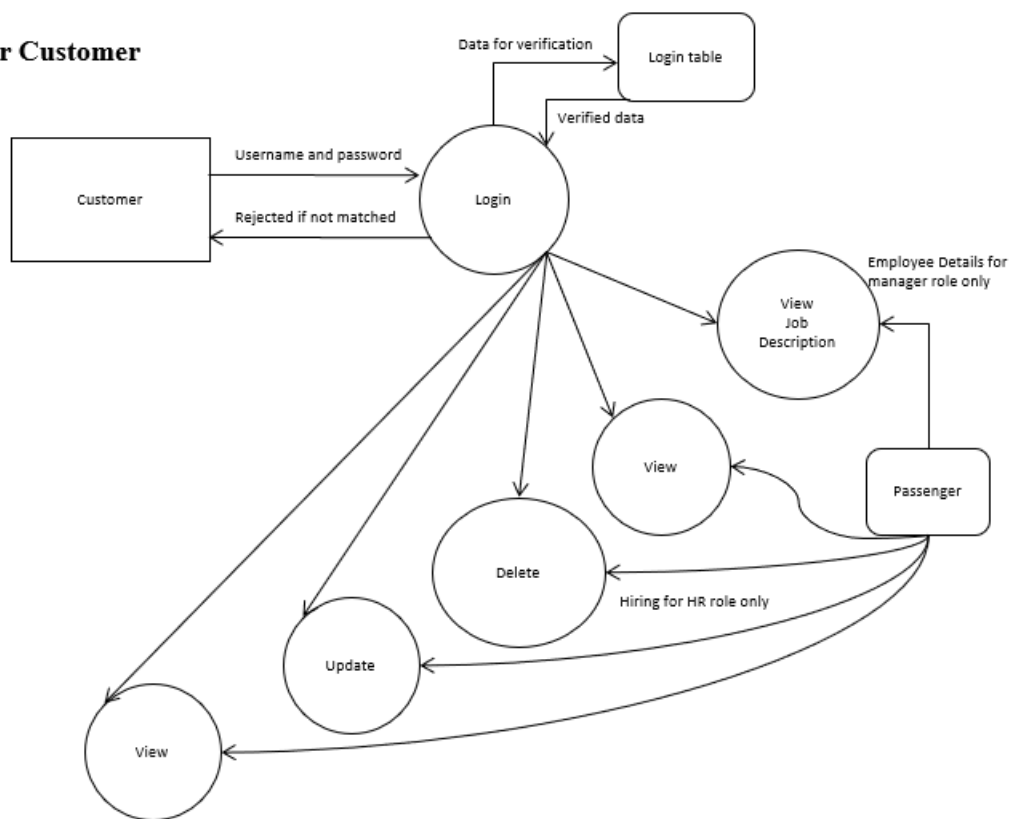 r Customer
Data for verification
Login table
Verified data
Username and password
Customer
Login
Rejected if not matched
Employee Details for
manager role only
View
Job
Description
View
Passenger
Delete
Hiring for HR role only
Update
View